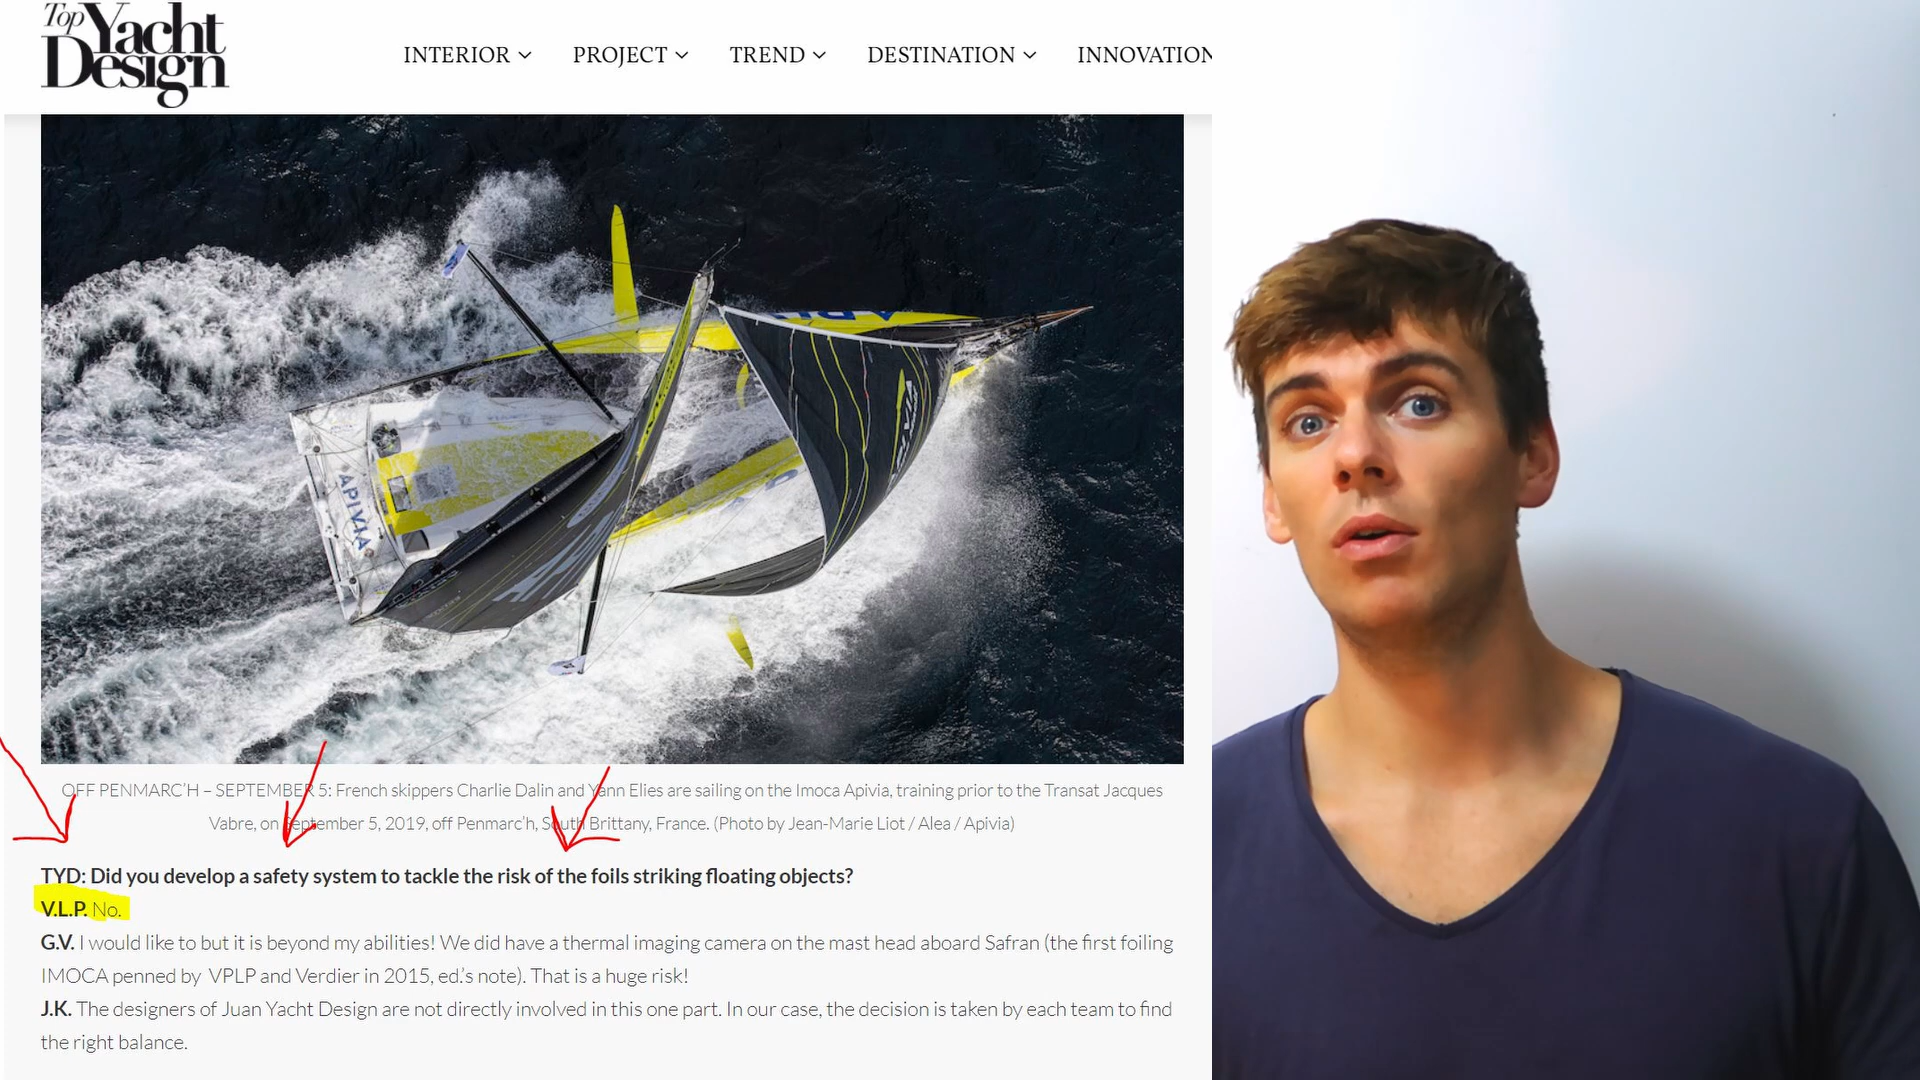 Top Yacht
Design
INTERIOR PROJECT TREND DESTINATION INNOVATION
APIVIA
OFF PENMARC'H – SEPTEMBER 5: French skippers Charlie Dalin and Yann Elies are sailing on the Imoca Apivia, training prior to the Transat Jacques
Vabre, on September 5, 2019, off Penmarc'h, South Brittany, France. (Photo by Jean-Marie Liot / Alea / Apivia)
TYD: Did you develop a safety system to tackle the risk of the foils striking floating objects?
V.L.P. No.
G.V. I would like to but it is beyond my abilities! We did have a thermal imaging camera on the mast head aboard Safran (the first foiling
IMOCA penned by VPLP and Verdier in 2015, ed.'s note). That is a huge risk!
J.K. The designers of Juan Yacht Design are not directly involved in this one part. In our case, the decision is taken by each team to find
the right balance.